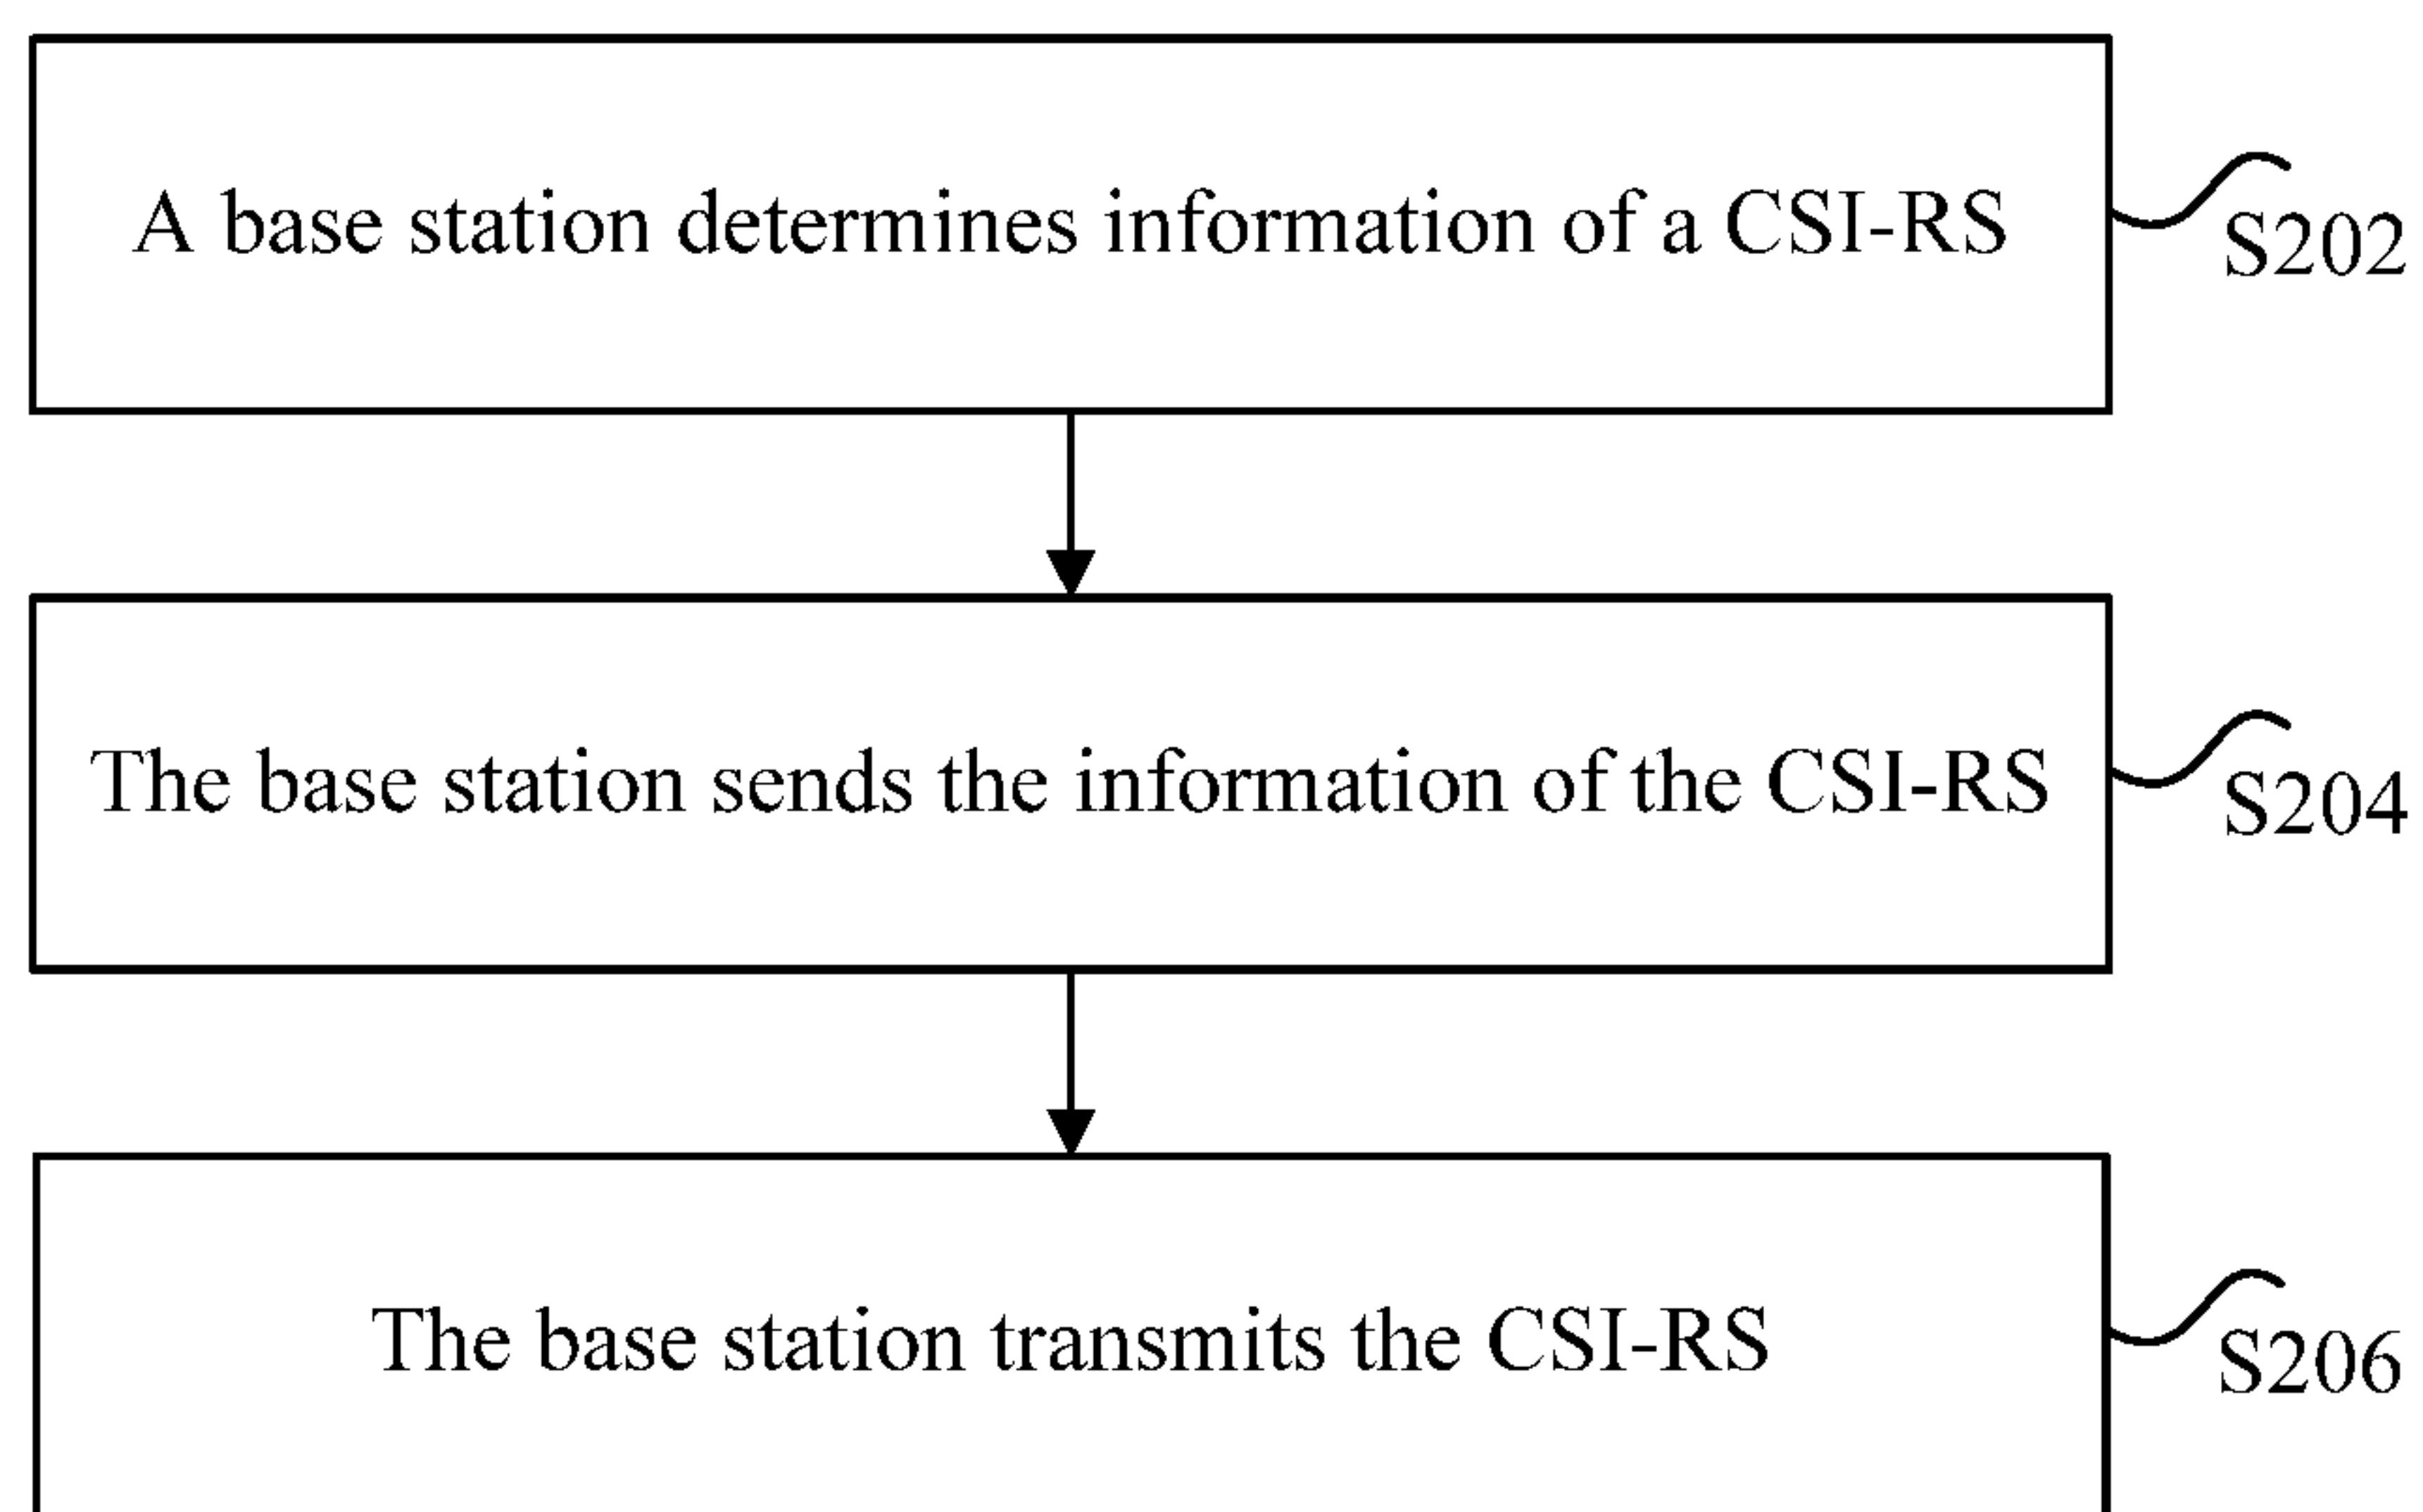 A base station determines information of a CSI-RS
S202
The base station sends the information of the CSI-RS
S204
The base station transmits the CSI-RS
S206